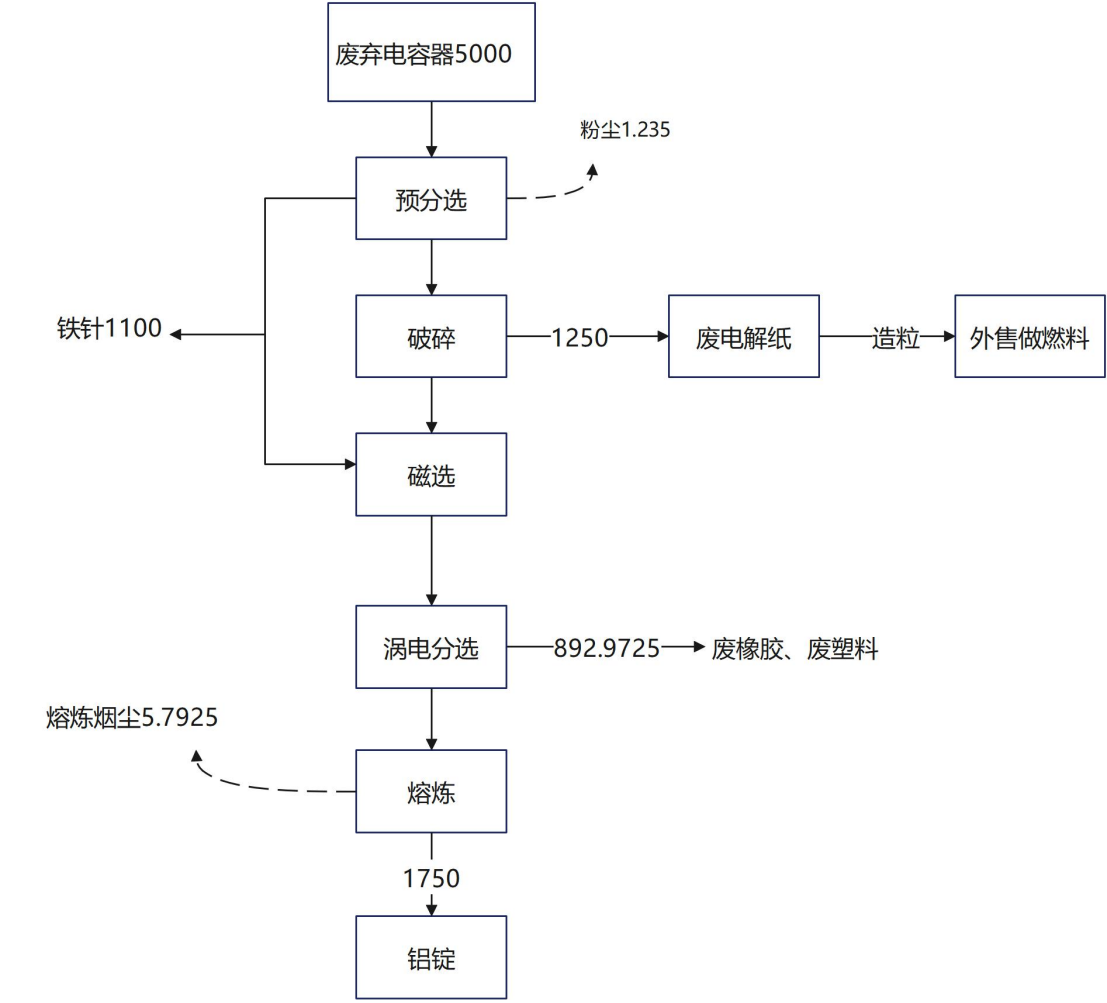 废弃电容器5000
粉尘1.235
预分选
铁针1100
破碎
1250
废电解纸
造粒
外售做燃料
磁选
涡电分选
892.9725
废橡胶、废塑料
熔炼烟尘5.7925
熔炼
1750
铝锭